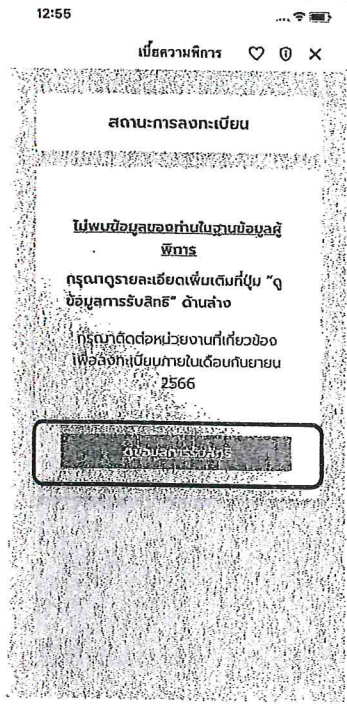 12:55
เบี้ยความพิการ
สถานะการลงทะเบียน
ไม่พบข้อมูลของท่านในฐานข้อมูลผู้
พิการ
กรุณาดูรายละเอียดเพิ่มเติมที่ปุ่ม “ดู
ข้อมูลการรับสิทธิ” ด้านล่าง
กรุณาติดต่อหน่วยงานที่เกี่ยวข้อง
เพื่อลงทะเบียนภายในเดือนกันยายน
2566
ดูข้อมูลการรับสิทธิ